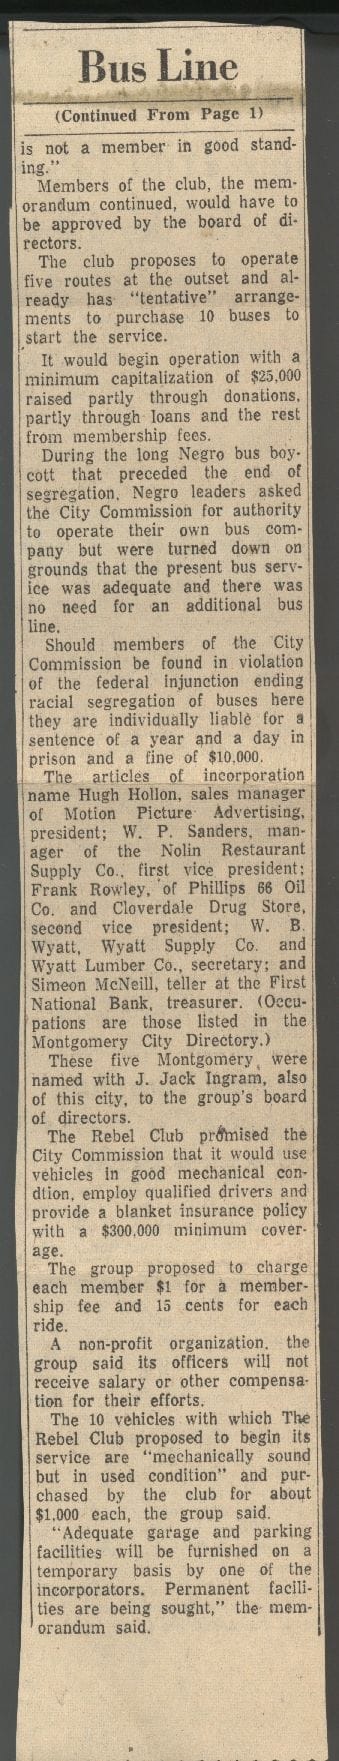 Bus Line
(Continued From Page 1)
is not a member in good stand-
ing."
Members of the club, the mem-
orandum continued, would have to
be approved by the board of di-
rectors.
The club proposes to operate
five routes at the outset and al-
ready has "tentative" arrange-
ments to purchase 10 buses to
start the service.
It would begin operation with a
minimum capitalization of $25,000
raised partly through donations,
partly through loans and the rest
from membership fees.
During the long Negro bus boy-
cott that preceded the end of
segregation, Negro leaders asked
the City Commission for authority
to operate their own bus com-
pany but were turned down on
grounds that the present bus serv-
ice was adequate and there was
no need for an additional bus
line.
Should members of the City
Commission be found in violation
of the federal injunction ending
racial segregation of buses here
they are individually liable for a
sentence of a year and a day in
prison and a fine of $10,000.
The articles of incorporation
name Hugh Hollon, sales manager
of Motion Picture Advertising,
president; W. P. Sanders, man-
ager of the Nolin Restaurant
Supply Co., first vice president;
Frank Rowley, of Phillips 66 Oil
Co. and Cloverdale Drug Store,
second vice president; W. B.
Wyatt, Wyatt Supply Co. and
Wyatt Lumber Co., secretary; and
Simeon McNeill, teller at the First
National Bank, treasurer. (Occu-
pations are those listed in the
Montgomery City Directory.)
These five Montgomery were
named with J. Jack Ingram, also
of this city, to the group's board
of directors.
The Rebel Club promised the
City Commission that it would use
vehicles in good mechanical con-
dtion, employ qualified drivers and
provide a blanket insurance policy
with a $300,000 minimum cover-
age.
The group proposed to charge
each member $1 for a member-
ship fee and 15 cents for each
ride.
A non-profit organization, the
group said its officers will not
receive salary or other compensa-
tion for their efforts.
The 10 vehicles with which The
Rebel Club proposed to begin its
service are "mechanically sound
but in used condition" and pur-
chased by the club for about
$1,000 each, the group said.
"Adequate garage and parking
facilities will be furnished on a
temporary basis by one of the
incorporators. Permanent facili-
ties are being sought," the mem-
orandum said.